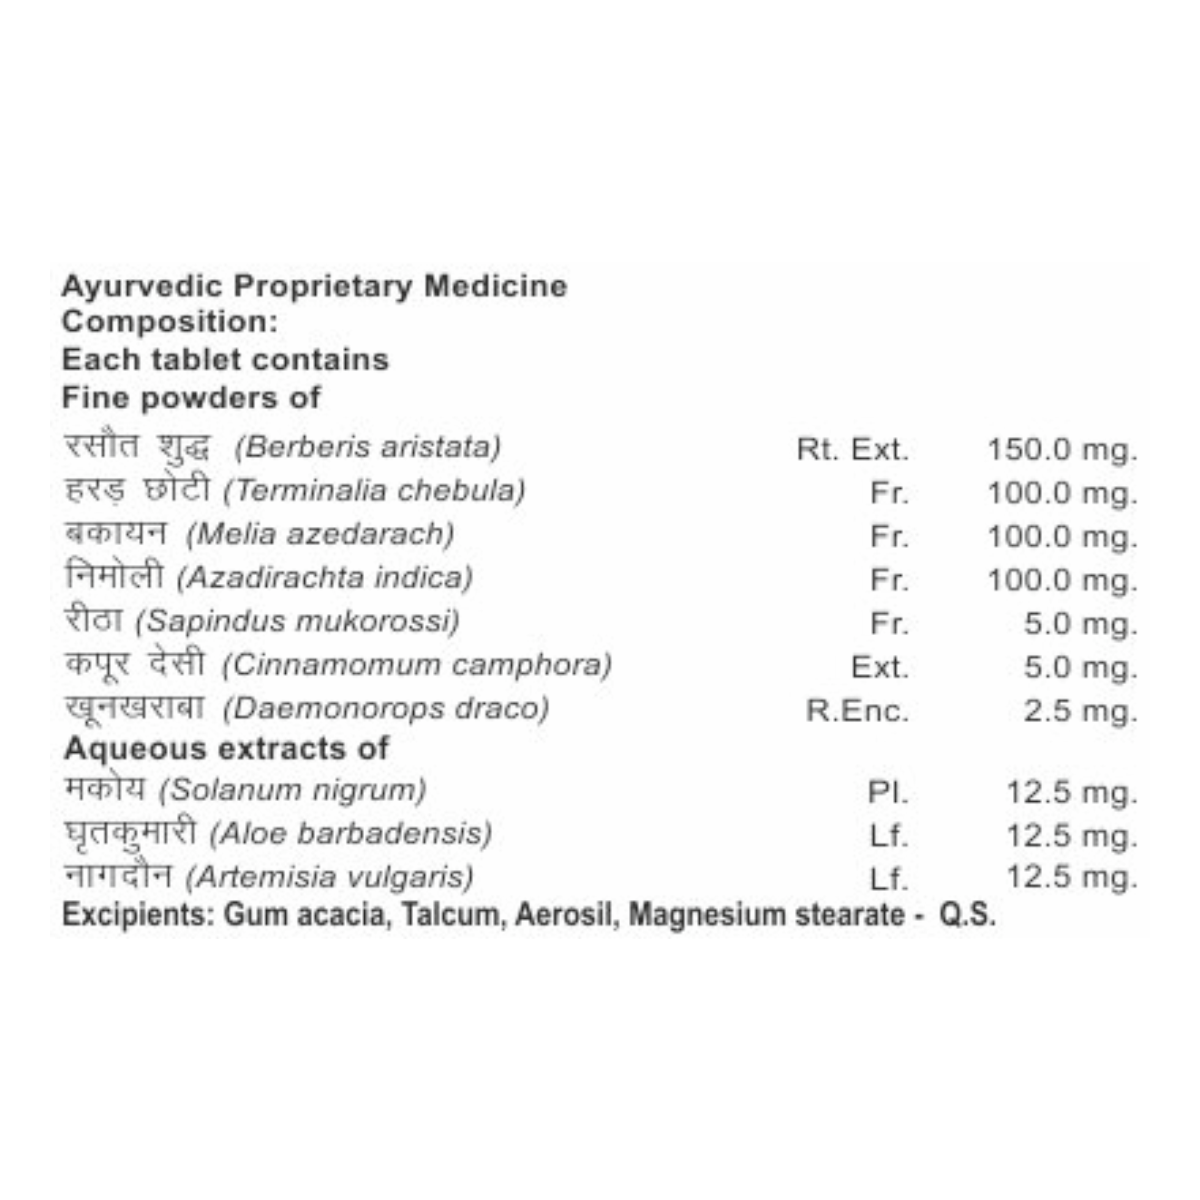 Ayurvedic Proprietary Medicine
Composition:
Each tablet contains
Fine powders of
रसौत शुद्ध (Berberis aristata) Rt. Ext. 150.0 mg.
हरड़ छोटी (Terminalia chebula) Fr. 100.0 mg.
बकायन (Melia azedarach) Fr. 100.0 mg.
निमोली (Azadirachta indica) Fr. 100.0 mg.
रीठा (Sapindus mukorossi) Fr. 5.0 mg.
कपूर देसी (Cinnamomum camphora) Ext. 5.0 mg.
खूनखराबा (Daemonorops draco) R.Enc. 2.5 mg.
Aqueous extracts of
मकोय (Solanum nigrum) Pl. 12.5 mg.
घृतकुमारी (Aloe barbadensis) Lf. 12.5 mg.
नागदौन (Artemisia vulgaris) Lf. 12.5 mg.
Excipients: Gum acacia, Talcum, Aerosil, Magnesium stearate - Q.S.